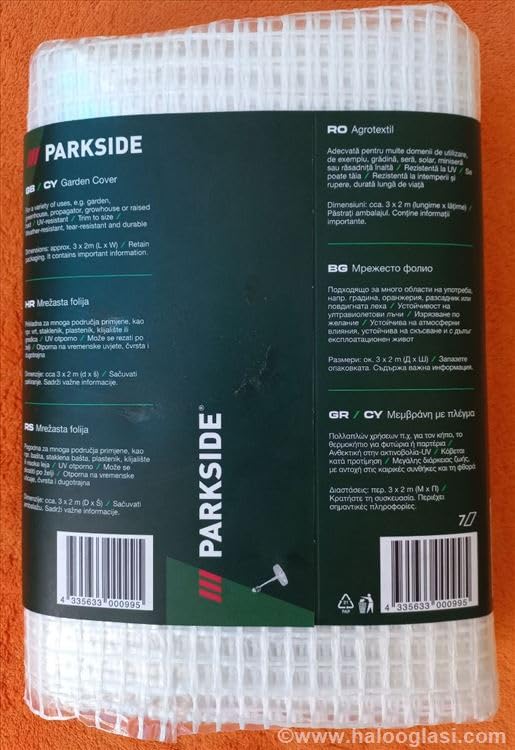 PARKSIDE
GB / CY Garden Cover
For a variety of uses, e.g. garden,
greenhouse, propagator, growhouse or raised
bed / UV-resistant / Trim to size /
Weather-resistant, tear-resistant and durable
Dimensions: approx. 3 x 2m (L x W) / Retain
packaging. It contains important information.
HR Mrežasta folija
Prikladna za mnoga područja primjene, kao
npr. vrt, staklenik, plastenik, klijalište ili
gredica / UV otporno / Može se rezati po
želji / Otporna na vremenske uvjete, čvrsta i
dugotrajna
Dimenzije: cca 3 x 2 m (d x š) / Sačuvati
pakiranje. Sadrži važne informacije.
RS Mrežasta folija
Prigodna za mnoga područja primene, kao
npr. bašta, staklena bašta, plastenik, klijalište
ili visoka leja / UV otporno / Može se
skratiti po želji / Otporna na vremenske
uticaje, čvrsta i dugotrajna
Dimenzije: cca 3 x 2 m (D x Š) / Sačuvati
ambalažu. Sadrži važne informacije.
4 335633 000995
PARKSIDE®
RO Agrotextil
Adecvată pentru multe domenii de utilizare,
de exemplu, grădină, seră, solar, miniseră
sau răsadniță înaltă / Rezistentă la UV / Se
poate tăia / Rezistentă la intemperii și
rupere, durată lungă de viață
Dimensiuni: cca. 3 x 2 m (lungime x lățime) /
Păstrați ambalajul. Conține informații
importante.
BG Мрежесто фолио
Подходящо за много области на употреба,
напр. градина, оранжерия, разсадник или
повдигната леха / Устойчивост на
ултравиолетови лъчи / Изрязване по
желание / Устойчива на атмосферни
влияния, устойчива на скъсване и с дълъг
експлоатационен живот
Размери: ок. 3 x 2 m (Д x Ш) / Запазете
опаковката. Съдържа важна информация.
GR / CY Μεμβράνη με πλέγμα
Πολλαπλών χρήσεων π.χ. για τον κήπο, το
θερμοκήπιο για φυτώρια ή παρτέρια /
Ανθεκτική στην ακτινοβολία-UV / Κόβεται
κατά προτίμηση / Μεγάλης διάρκειας ζωής,
με αντοχή στις καιρικές συνθήκες και τη φθορά
Διαστάσεις: περ. 3 x 2 m (Μ x Π) /
Κρατήστε τη συσκευασία. Περιέχει
σημαντικές πληροφορίες.
7
21
PAP
4 335633 000995
©www.halooglasi.com